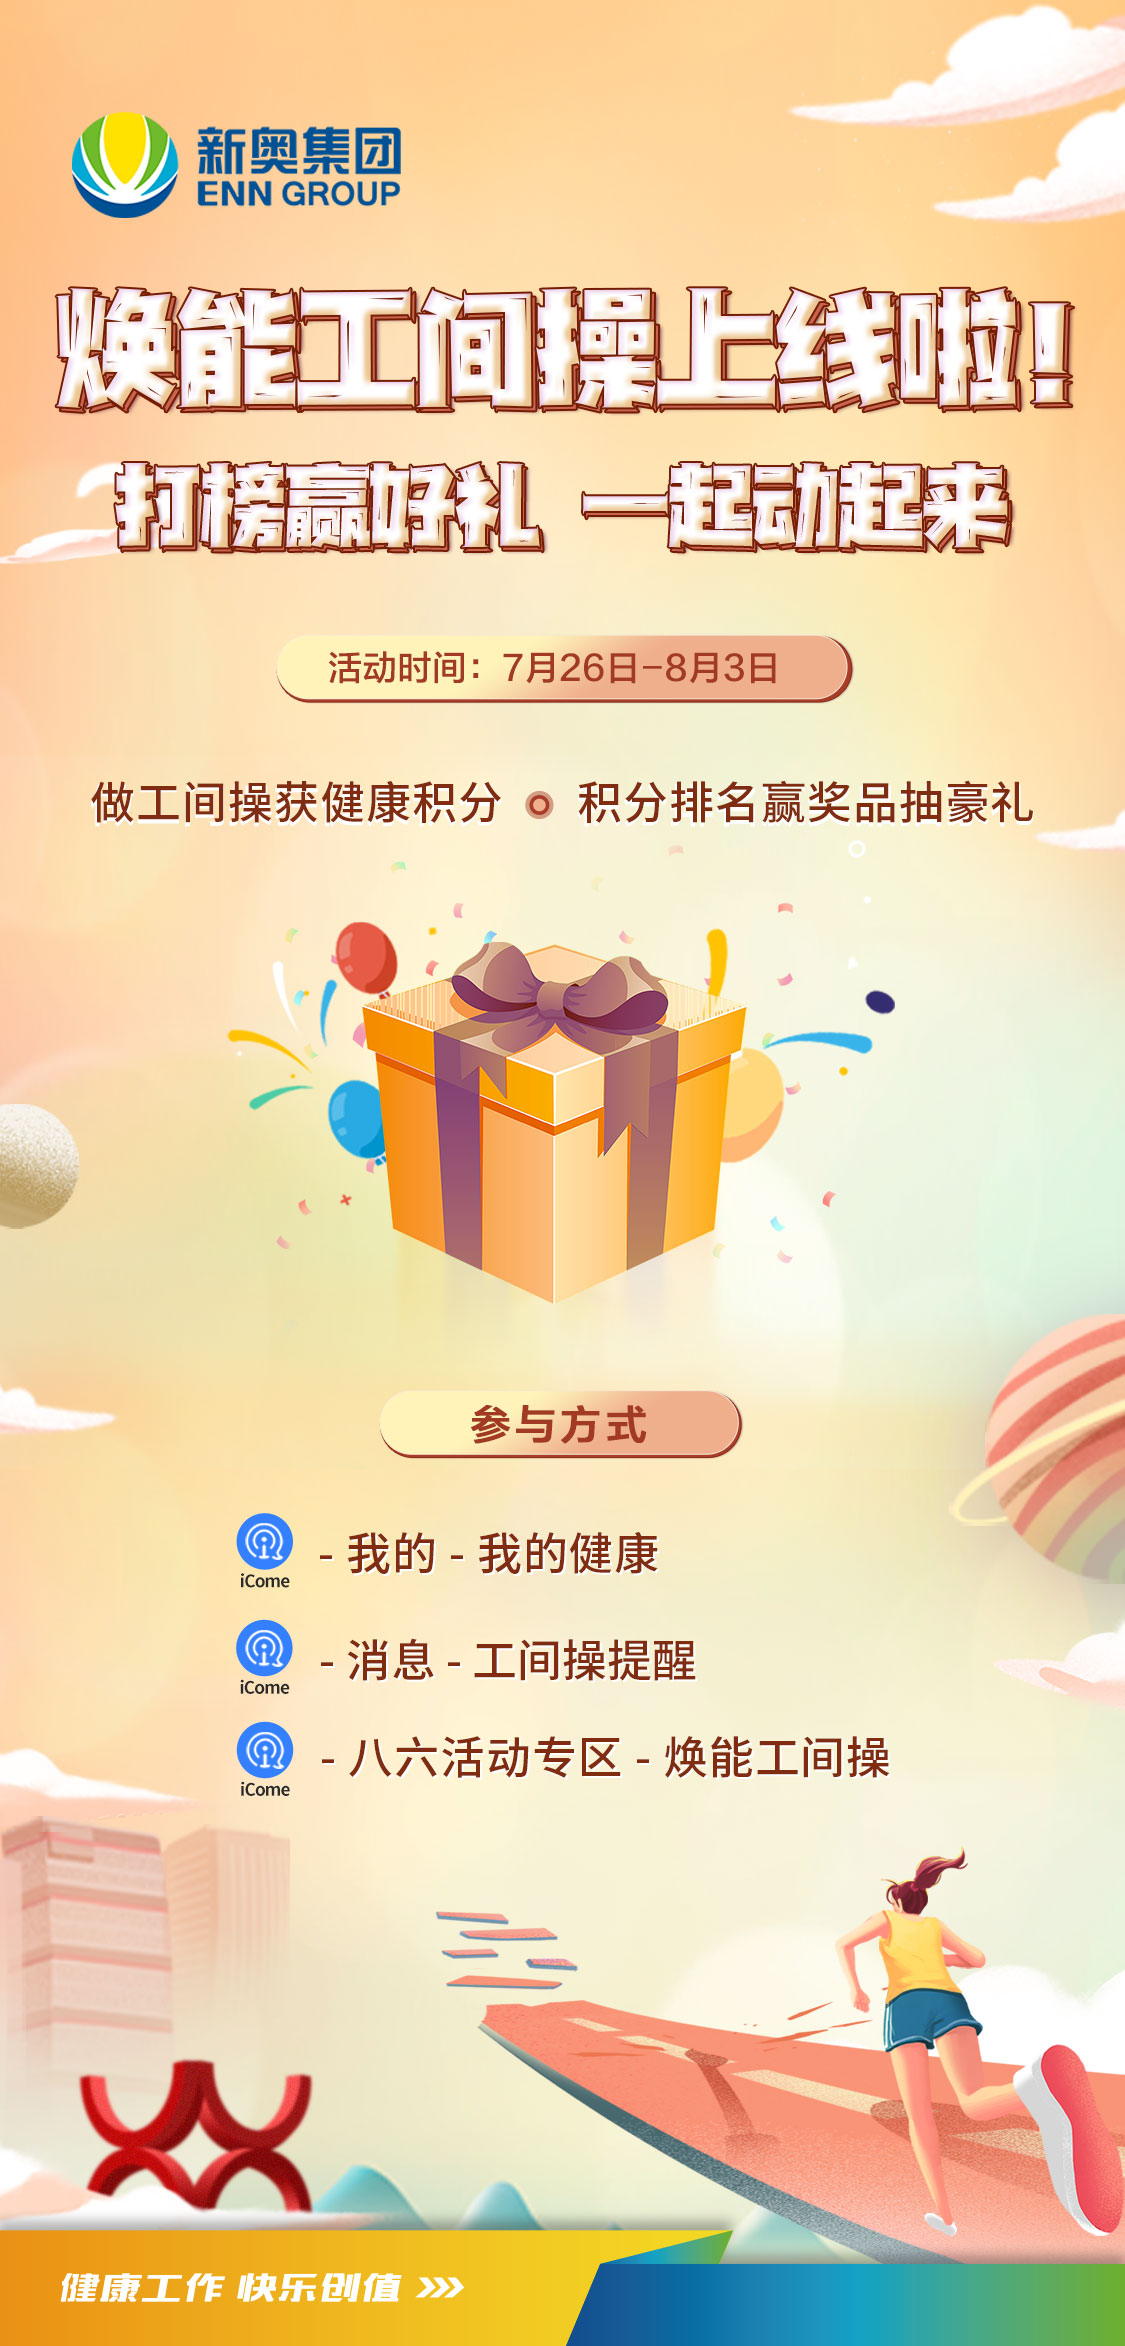 新奥集团
ENN GROUP
焕能工间操上线啦!
打榜赢好礼 一起动起来
活动时间：7月26日-8月3日
做工间操获健康积分 积分排名赢奖品抽豪礼
参与方式
iCome - 我的 - 我的健康
iCome - 消息 - 工间操提醒
iCome - 八六活动专区 - 焕能工间操
健康工作 快乐创值